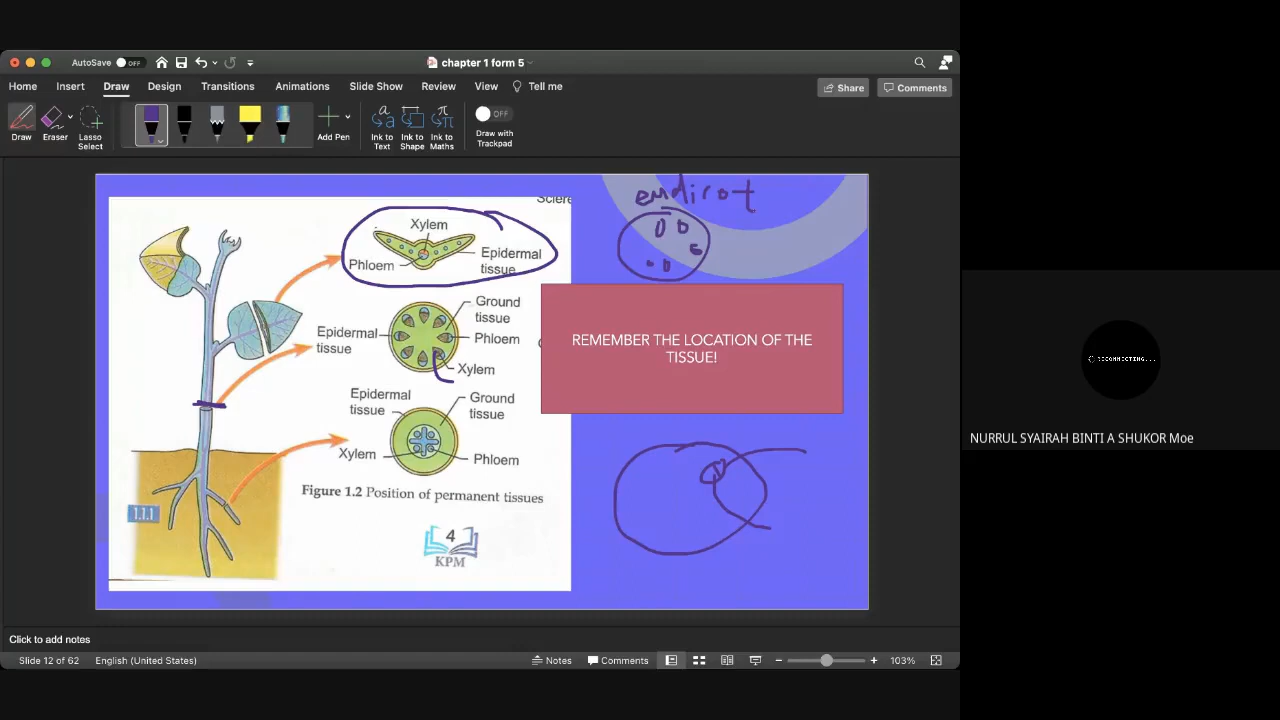 AutoSave OFF
chapter 1 form 5
Home Insert Draw Design Transitions Animations Slide Show Review View Tell me
Share Comments
Draw Eraser Lasso Select Add Pen Ink to Text Ink to Shape Ink to Maths Draw with Trackpad
OFF
Xylem
Phloem
Epidermal
tissue
Ground
tissue
Epidermal
tissue
Phloem
Xylem
Epidermal
tissue
Ground
tissue
Xylem
Phloem
Figure 1.2 Position of permanent tissues
1.1.1
4
KPM
REMEMBER THE LOCATION OF THE
TISSUE!
RECONNECTING...
NURRUL SYAIRAH BINTI A SHUKOR Moe
Click to add notes
Slide 12 of 62 English (United States) Notes Comments 103%